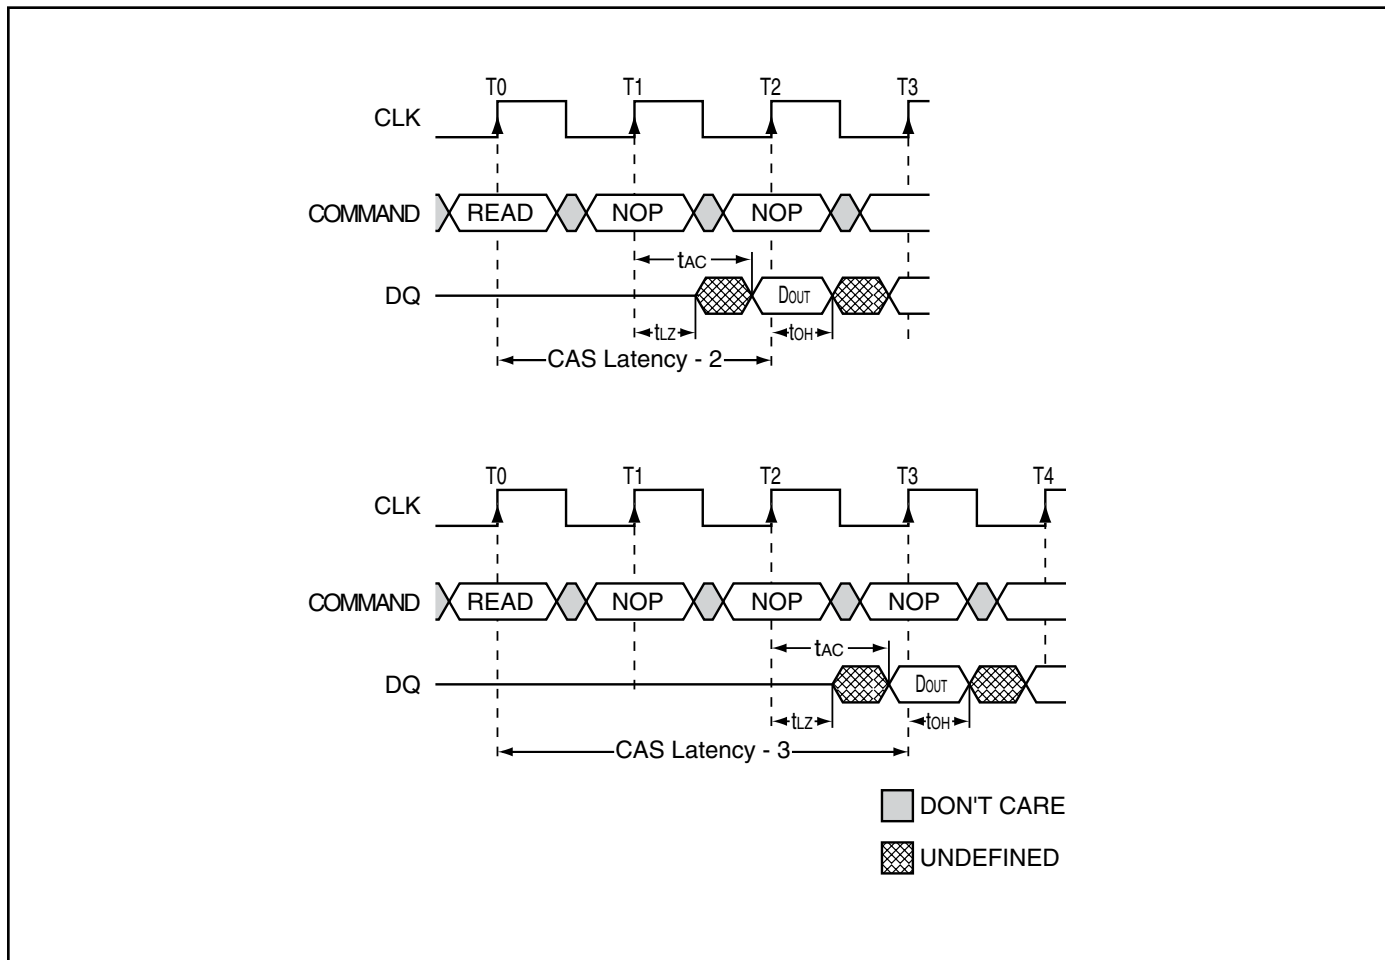 T0 T1 T2 T3
CLK
COMMAND READ NOP NOP
tAC
DQ DOUT
tLZ tOH
CAS Latency - 2
T0 T1 T2 T3 T4
CLK
COMMAND READ NOP NOP NOP
tAC
DQ DOUT
tLZ tOH
CAS Latency - 3
DON'T CARE
UNDEFINED